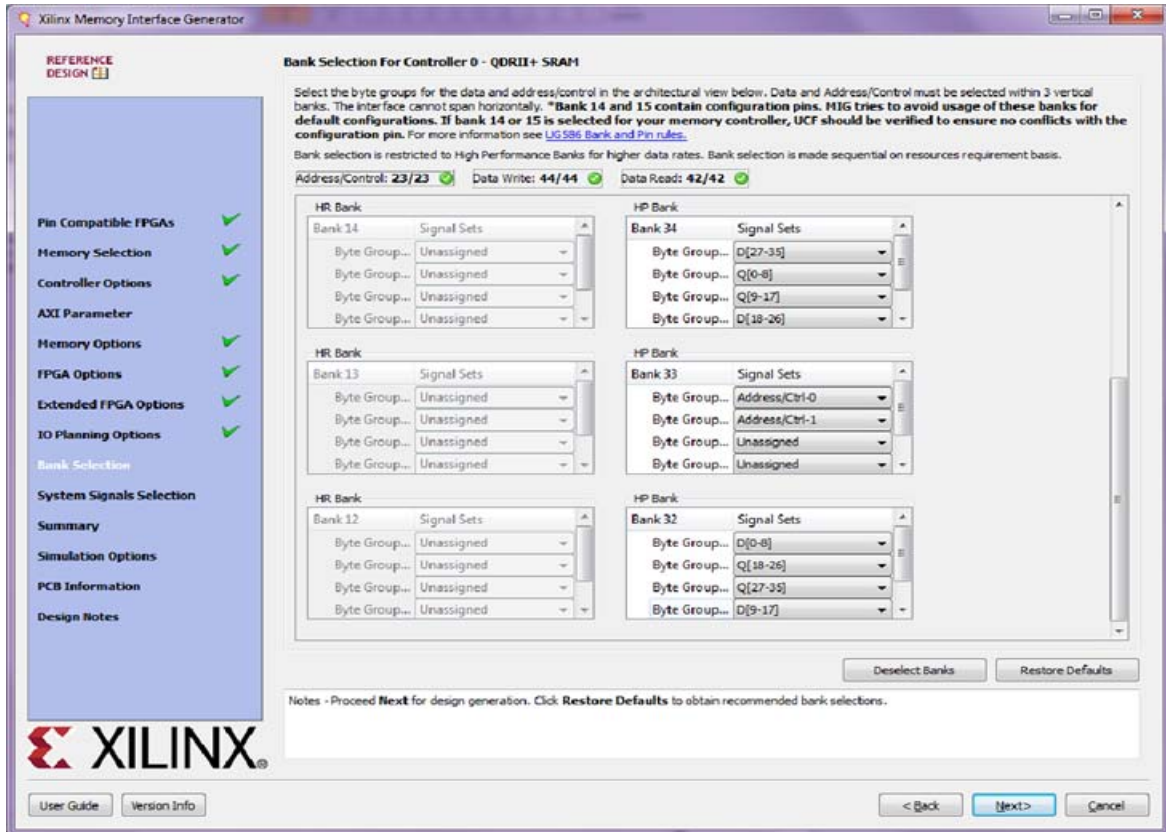 Xilinx Memory Interface Generator
REFERENCE
DESIGN
Pin Compatible FPGAs
Memory Selection
Controller Options
AXI Parameter
Memory Options
FPGA Options
Extended FPGA Options
IO Planning Options
Bank Selection
System Signals Selection
Summary
Simulation Options
PCB Information
Design Notes
XILINX®
Bank Selection For Controller 0 - QDRII+ SRAM
Select the byte groups for the data and address/control in the architectural view below. Data and Address/Control must be selected within 3 vertical
banks. The interface cannot span horizontally. *Bank 14 and 15 contain configuration pins. MIG tries to avoid usage of these banks for
default configurations. If bank 14 or 15 is selected for your memory controller, UCF should be verified to ensure no conflicts with the
configuration pin. For more information see UG586 Bank and Pin rules.
Bank selection is restricted to High Performance Banks for higher data rates. Bank selection is made sequential on resources requirement basis.
Address/Control: 23/23 Data Write: 44/44 Data Read: 42/42
HR Bank
Bank 14 Signal Sets
Byte Group... Unassigned
Byte Group... Unassigned
Byte Group... Unassigned
Byte Group... Unassigned
HP Bank
Bank 34 Signal Sets
Byte Group... D[27-35]
Byte Group... Q[0-8]
Byte Group... Q[9-17]
Byte Group... D[18-26]
HR Bank
Bank 13 Signal Sets
Byte Group... Unassigned
Byte Group... Unassigned
Byte Group... Unassigned
Byte Group... Unassigned
HP Bank
Bank 33 Signal Sets
Byte Group... Address/Ctrl-0
Byte Group... Address/Ctrl-1
Byte Group... Unassigned
Byte Group... Unassigned
HR Bank
Bank 12 Signal Sets
Byte Group... Unassigned
Byte Group... Unassigned
Byte Group... Unassigned
Byte Group... Unassigned
HP Bank
Bank 32 Signal Sets
Byte Group... D[0-8]
Byte Group... Q[18-26]
Byte Group... Q[27-35]
Byte Group... D[9-17]
Deselect Banks Restore Defaults
Notes - Proceed Next for design generation. Click Restore Defaults to obtain recommended bank selections.
User Guide Version Info < Back Next> Cancel